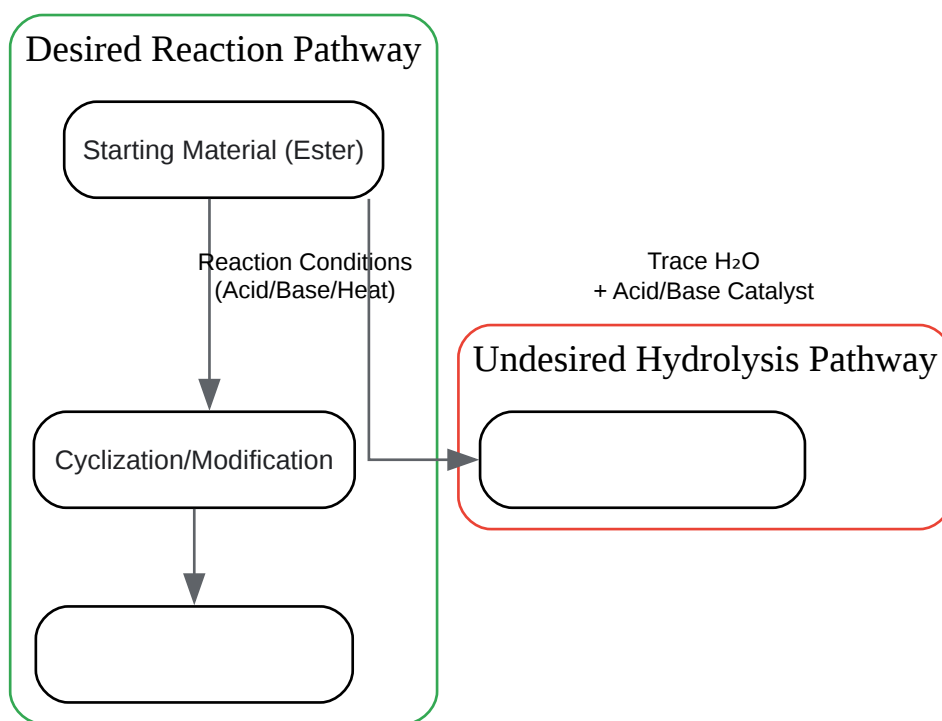 Desired Reaction Pathway
Starting Material (Ester)
Reaction Conditions
(Acid/Base/Heat)
Trace H₂O
+ Acid/Base Catalyst
Undesired Hydrolysis Pathway
Cyclization/Modification